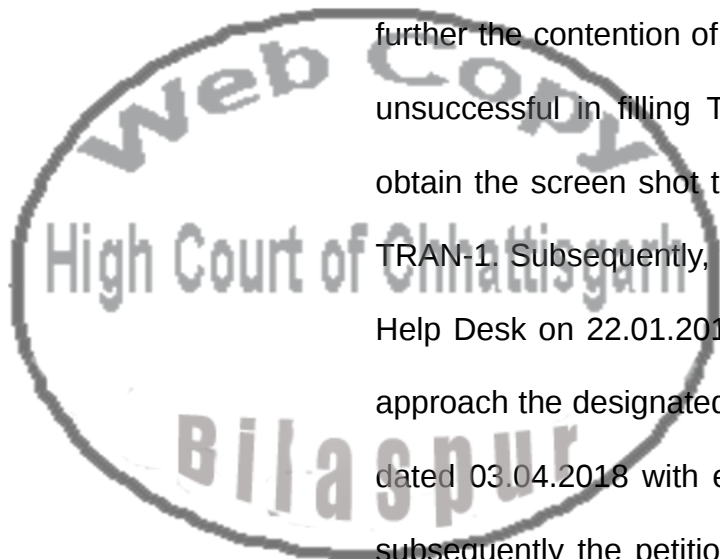 Web Copy
High Court of Chhattisgarh
Bilaspur
further the contention of
unsuccessful in filling T
obtain the screen shot t
TRAN-1. Subsequently,
Help Desk on 22.01.201
approach the designated
dated 03.04.2018 with e
subsequently the petitio